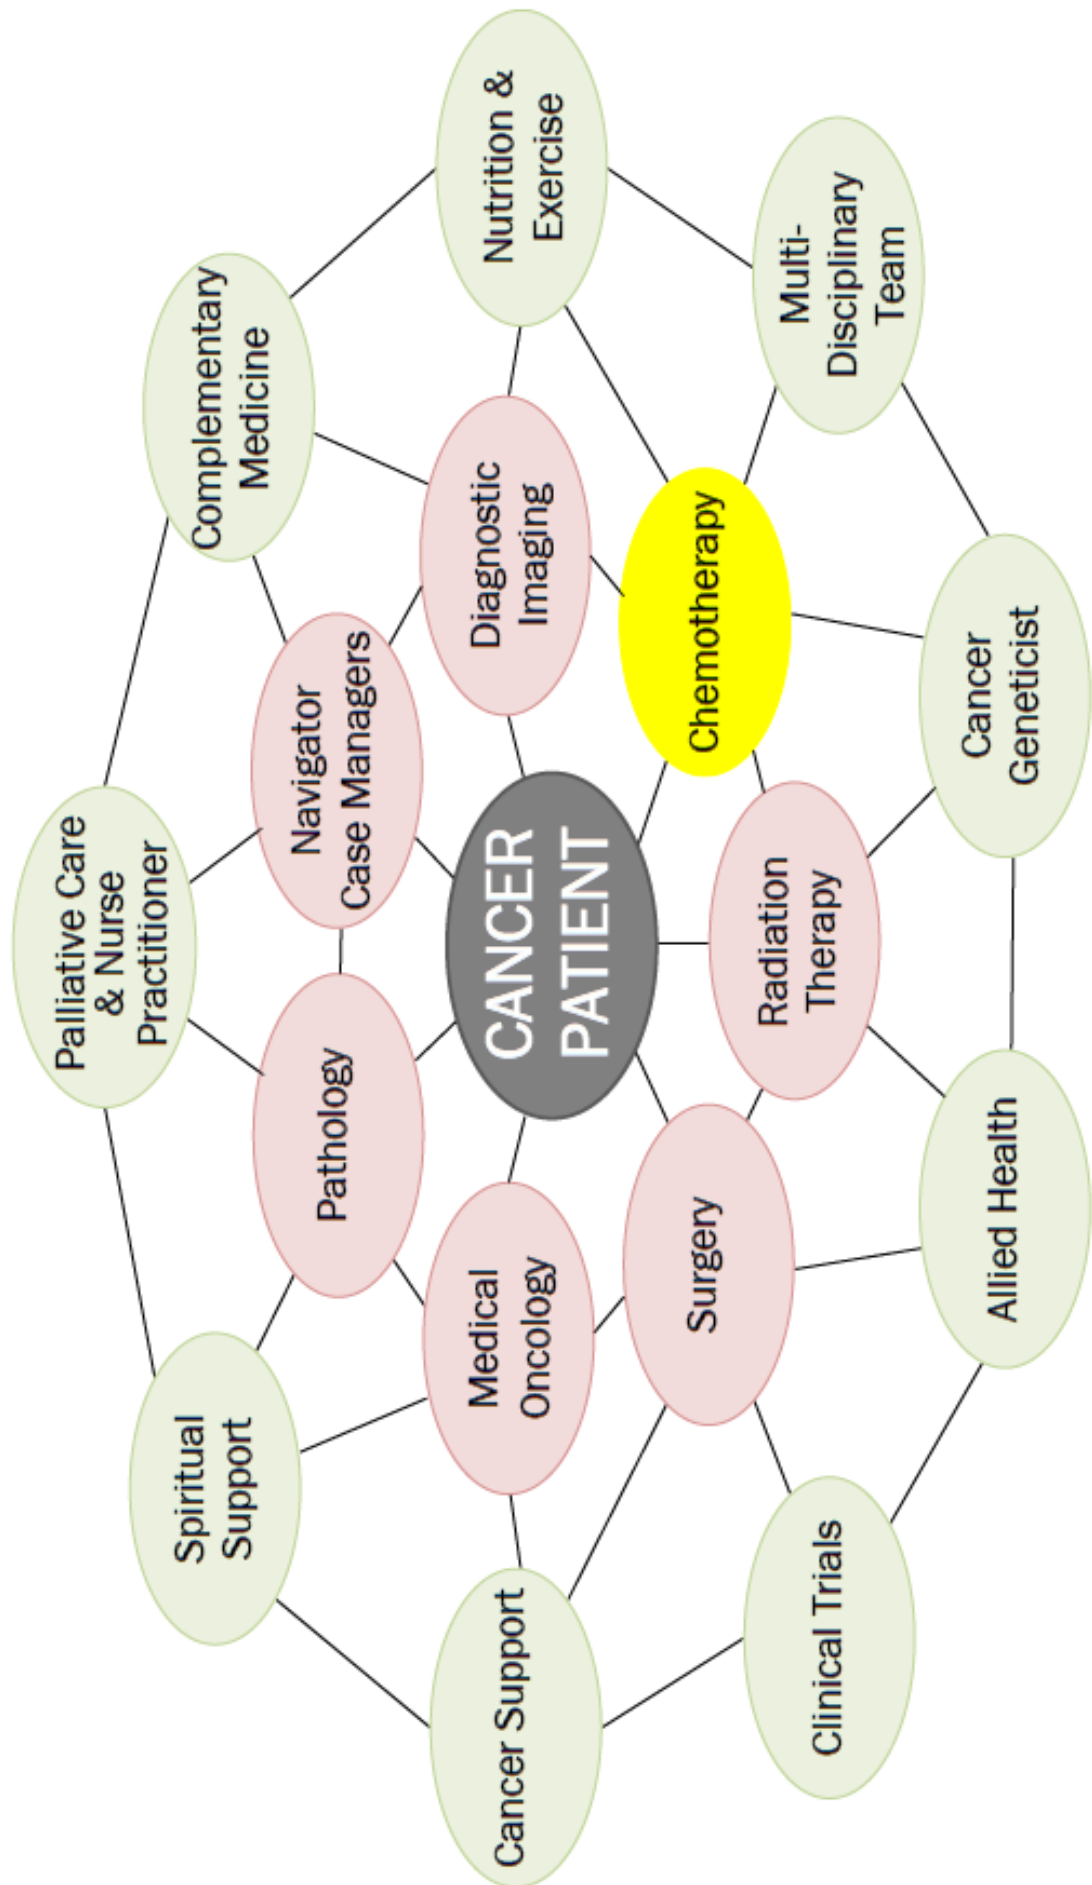 Palliative Care
& Nurse
Practitioner
Spiritual
Support
Complementary
Medicine
Pathology
Navigator
Case Managers
Cancer Support
Medical
Oncology
CANCER
PATIENT
Diagnostic
Imaging
Nutrition &
Exercise
Surgery
Chemotherapy
Radiation
Therapy
Clinical Trials
Multi-
Disciplinary
Team
Allied Health
Cancer
Geneticist